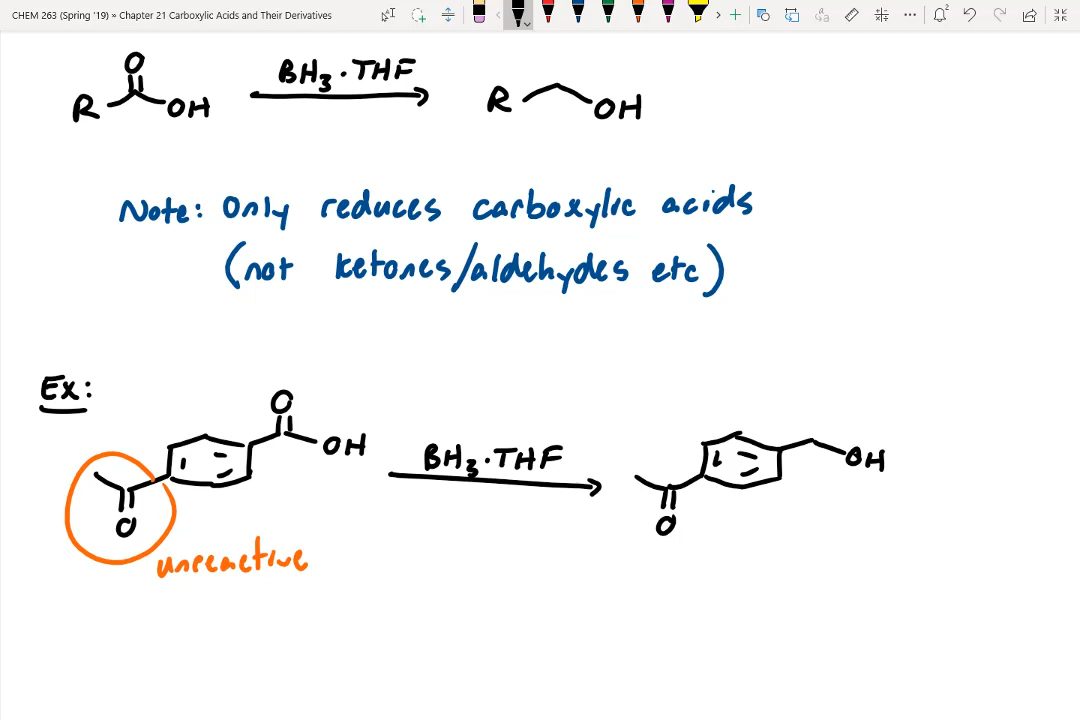 CHEM 263 (Spring '19) » Chapter 21 Carboxylic Acids and Their Derivatives
2
O
R OH BH3·THF R OH
Note: Only reduces carboxylic acids
(not ketones/aldehydes etc)
Ex:
O
OH BH3·THF OH
O O
unreactive